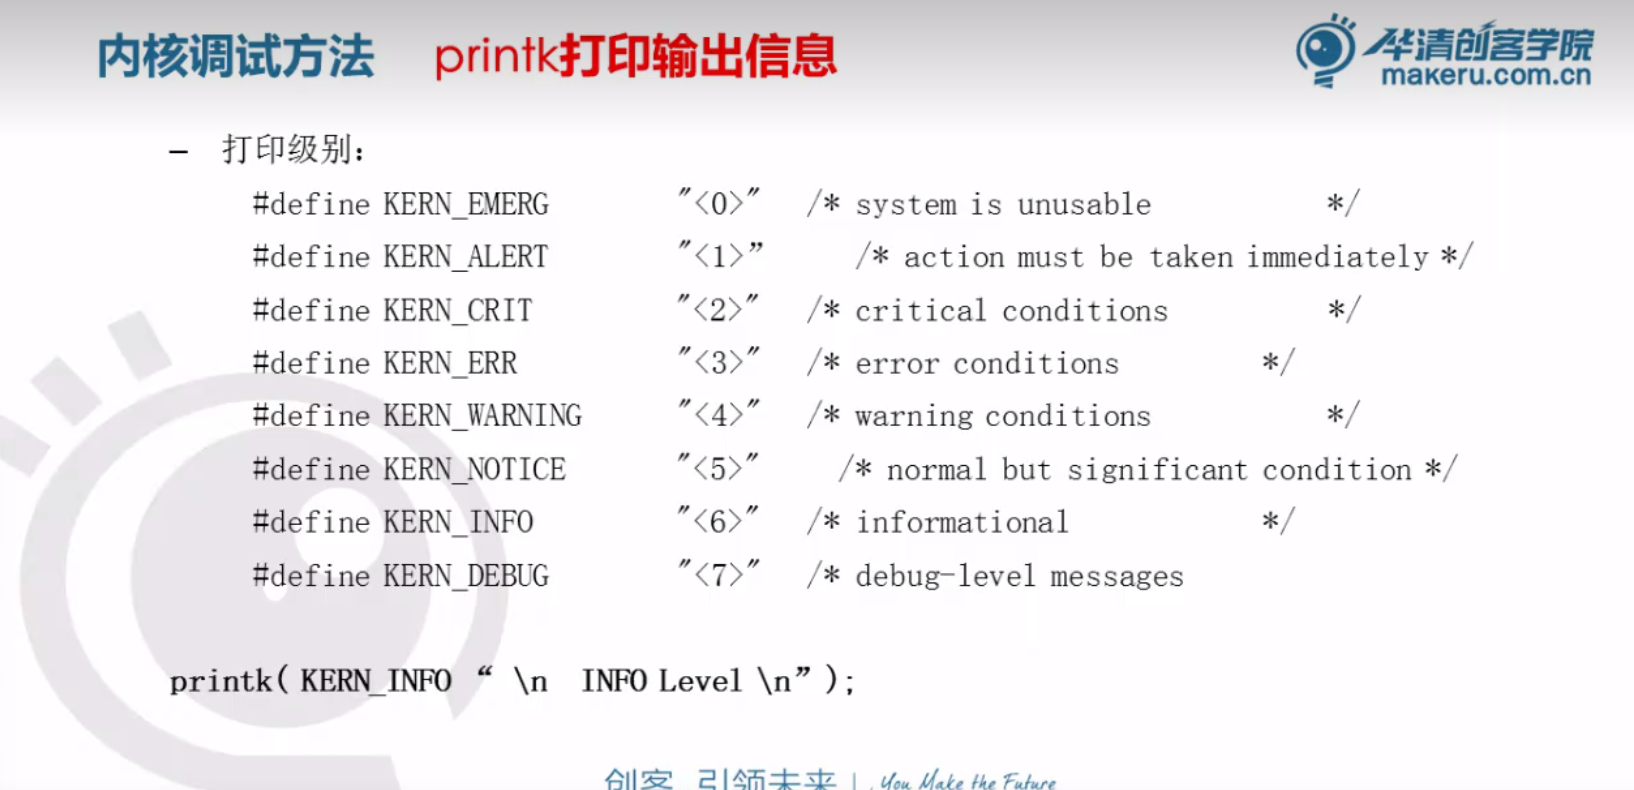 内核调试方法 printk打印输出信息
华清创客学院
makeru.com.cn
– 打印级别：
#define KERN_EMERG "<0>" /* system is unusable */
#define KERN_ALERT "<1>” /* action must be taken immediately */
#define KERN_CRIT "<2>" /* critical conditions */
#define KERN_ERR "<3>" /* error conditions */
#define KERN_WARNING "<4>" /* warning conditions */
#define KERN_NOTICE "<5>" /* normal but significant condition */
#define KERN_INFO "<6>" /* informational */
#define KERN_DEBUG "<7>" /* debug-level messages
printk( KERN_INFO “ \n INFO Level \n” );
创客 引领未来 | You Make the Future